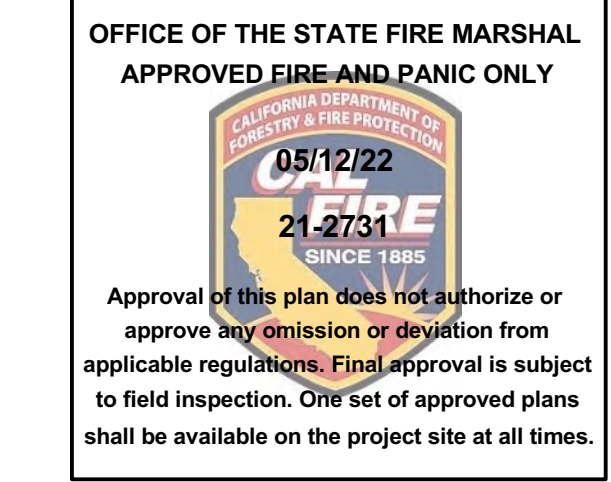 OFFICE OF THE STATE FIRE MARSHAL
APPROVED FIRE AND PANIC ONLY
CALIFORNIA DEPARTMENT OF
FORESTRY & FIRE PROTECTION
05/12/22
CAL
21-2731
FIRE
SINCE 1885
Approval of this plan does not authorize or
approve any omission or deviation from
applicable regulations. Final approval is subject
to field inspection. One set of approved plans
shall be available on the project site at all times.